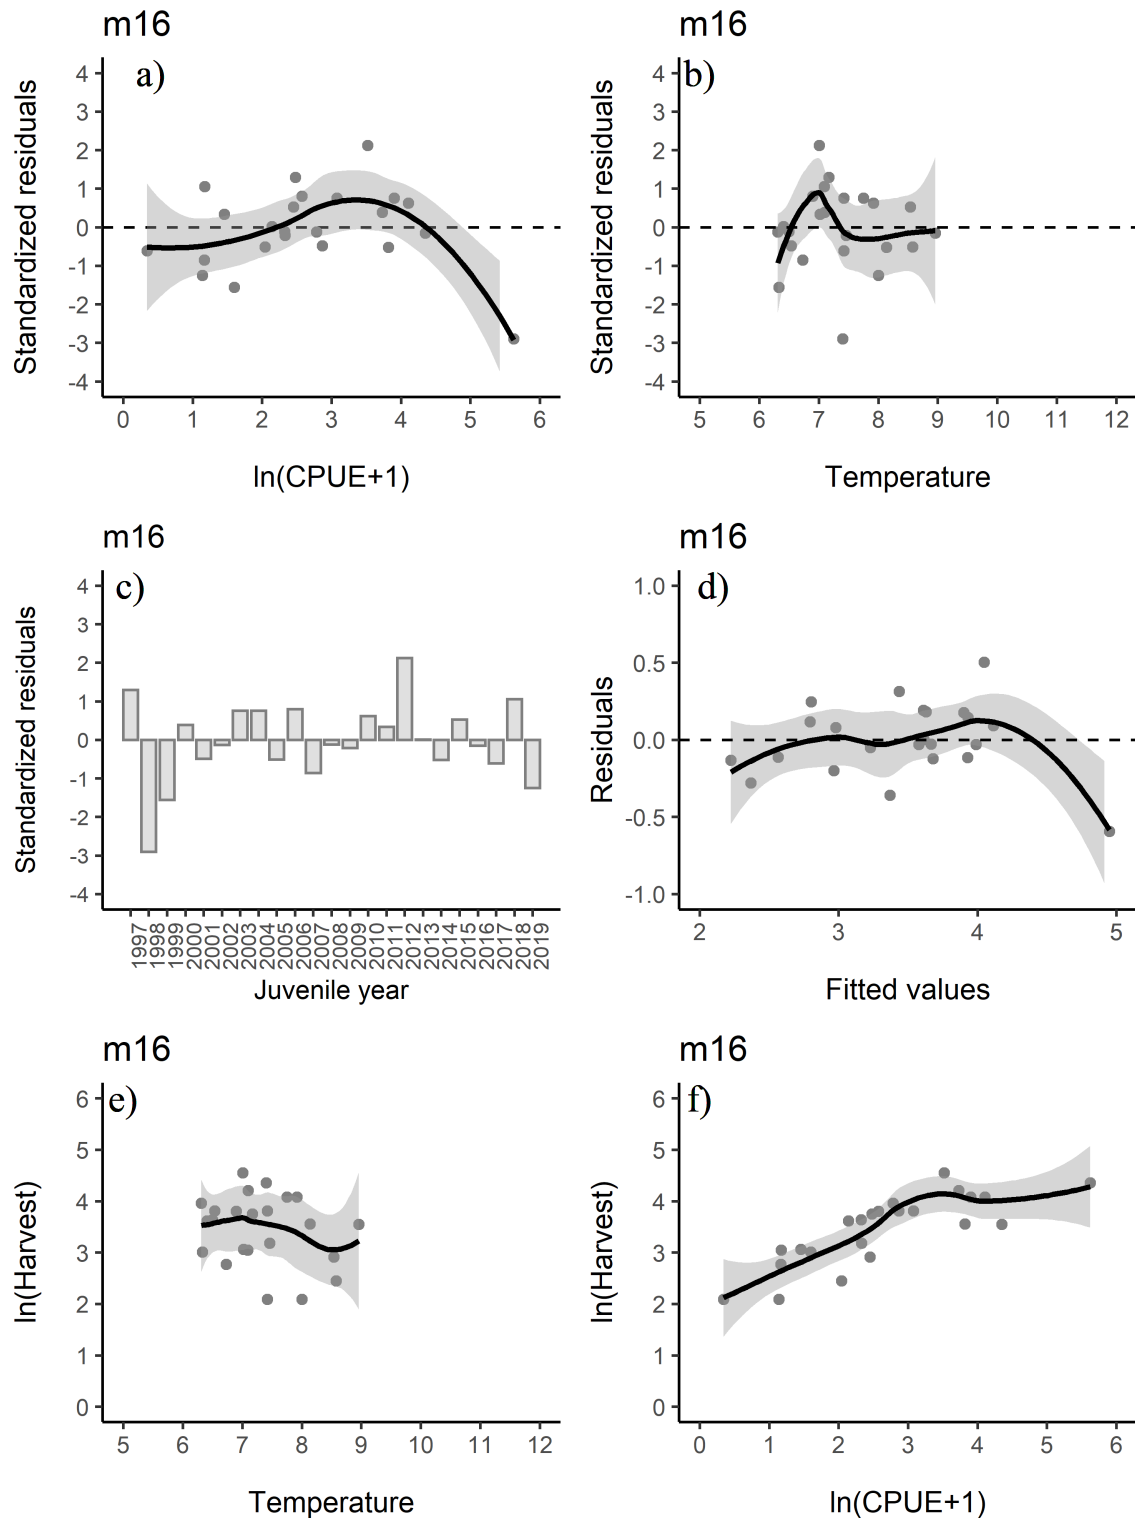 m16
a)
Standardized residuals
4
3
2
1
0
-1
-2
-3
-4
0 1 2 3 4 5 6
ln(CPUE+1)
m16
b)
Standardized residuals
4
3
2
1
0
-1
-2
-3
-4
5 6 7 8 9 10 11 12
Temperature
m16
c)
Standardized residuals
4
3
2
1
0
-1
-2
-3
-4
1997 1998 1999 2000 2001 2002 2003 2004 2005 2006 2007 2008 2009 2010 2011 2012 2013 2014 2015 2016 2017 2018 2019
Juvenile year
m16
d)
Residuals
1.0
0.5
0.0
-0.5
-1.0
2 3 4 5
Fitted values
m16
e)
ln(Harvest)
6
5
4
3
2
1
0
5 6 7 8 9 10 11 12
Temperature
m16
f)
ln(Harvest)
6
5
4
3
2
1
0
0 1 2 3 4 5 6
ln(CPUE+1)